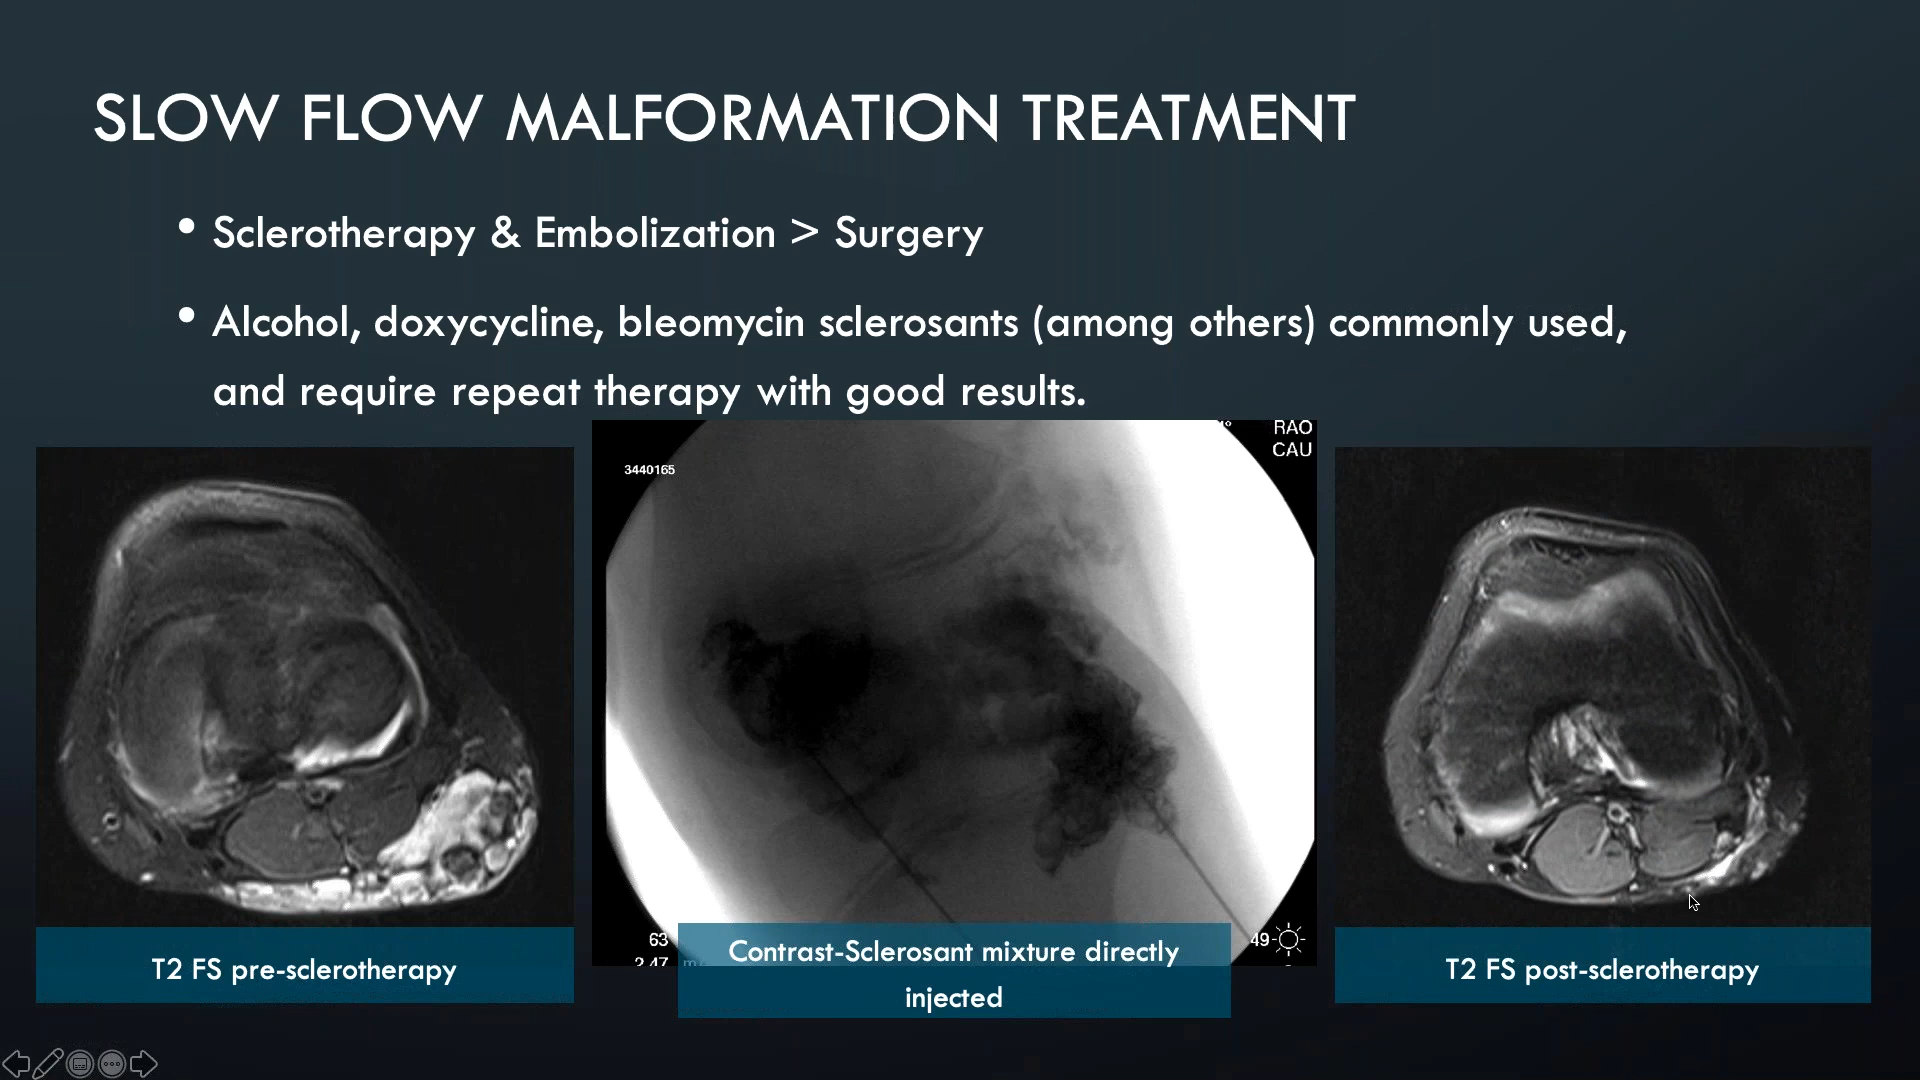 SLOW FLOW MALFORMATION TREATMENT
• Sclerotherapy & Embolization > Surgery
• Alcohol, doxycycline, bleomycin sclerosants (among others) commonly used,
and require repeat therapy with good results.
RAO
CAU
3440165
63
2.47
49
T2 FS pre-sclerotherapy
Contrast-Sclerosant mixture directly
injected
T2 FS post-sclerotherapy